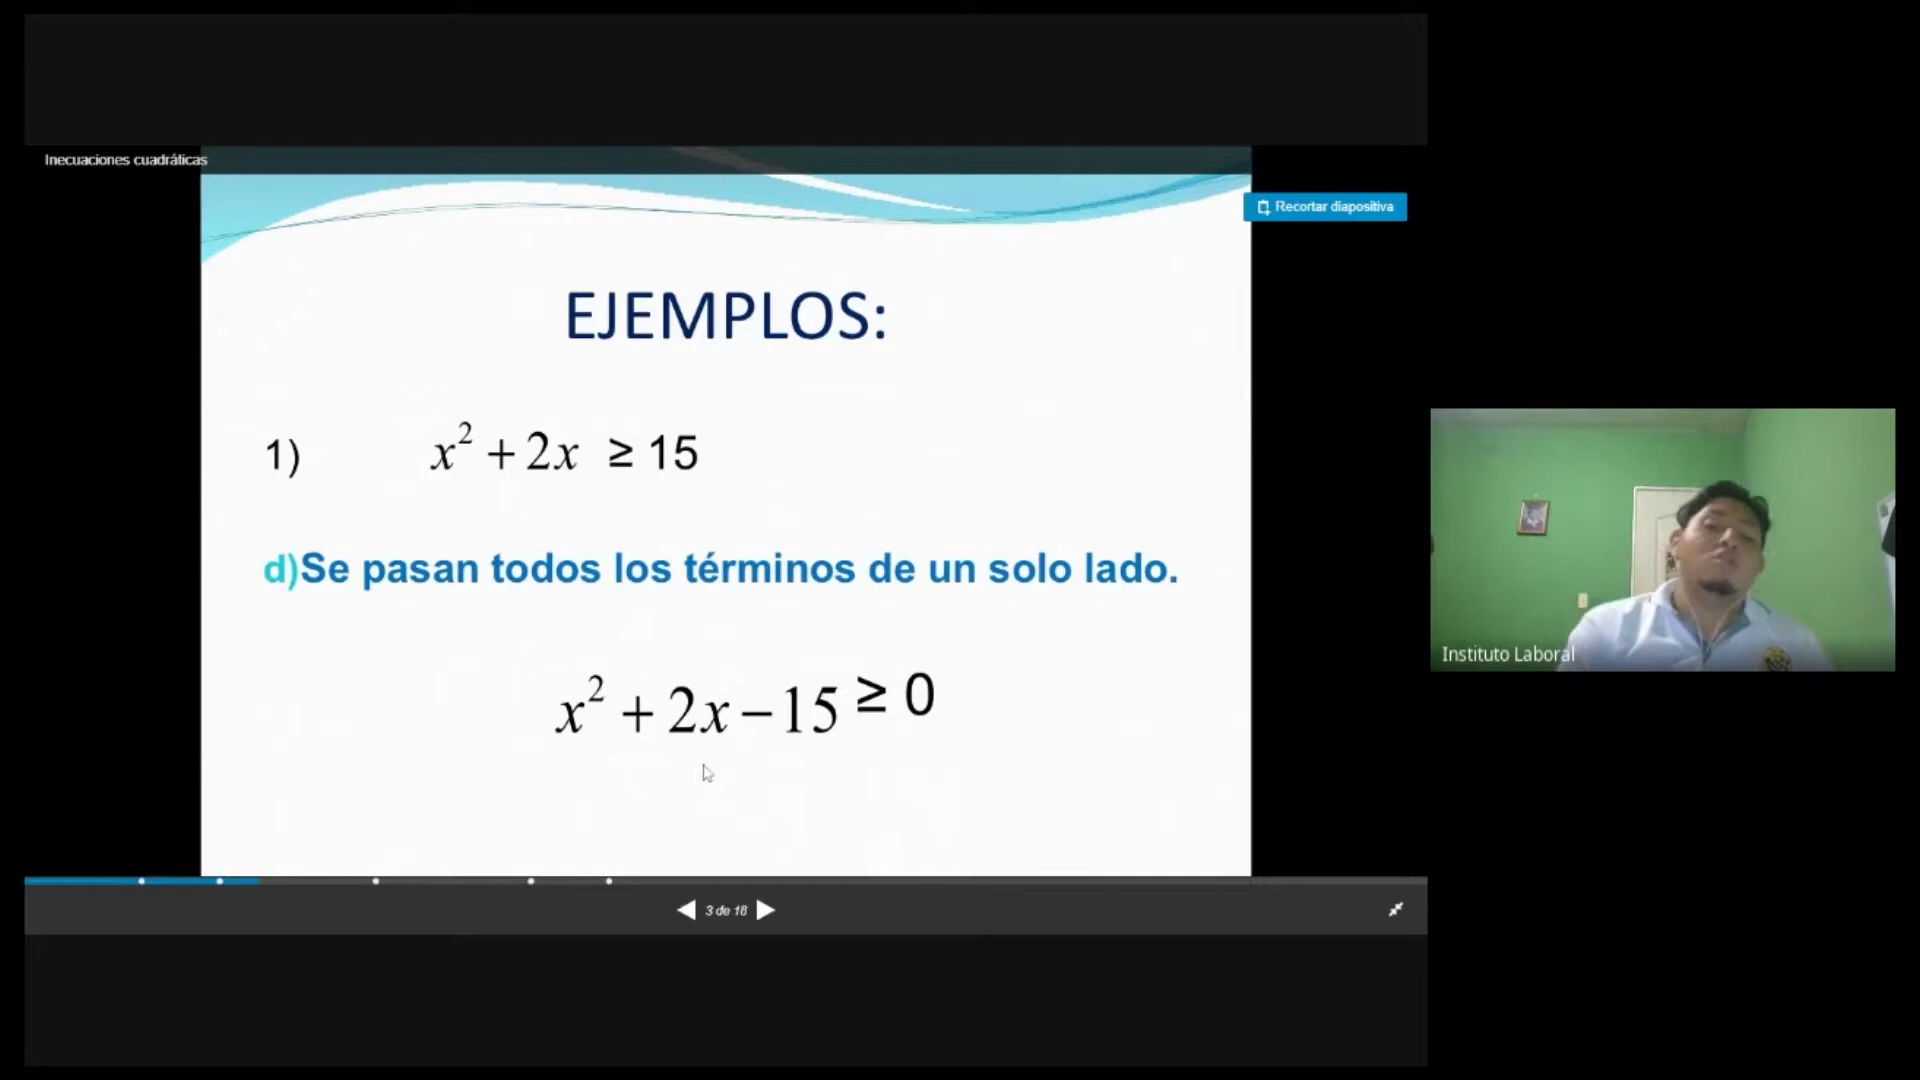 Inecuaciones cuadráticas
Recortar diapositiva
EJEMPLOS:
1) x² + 2x ≥ 15
d)Se pasan todos los términos de un solo lado.
x² + 2x − 15 ≥ 0
Instituto Laboral
3 de 18